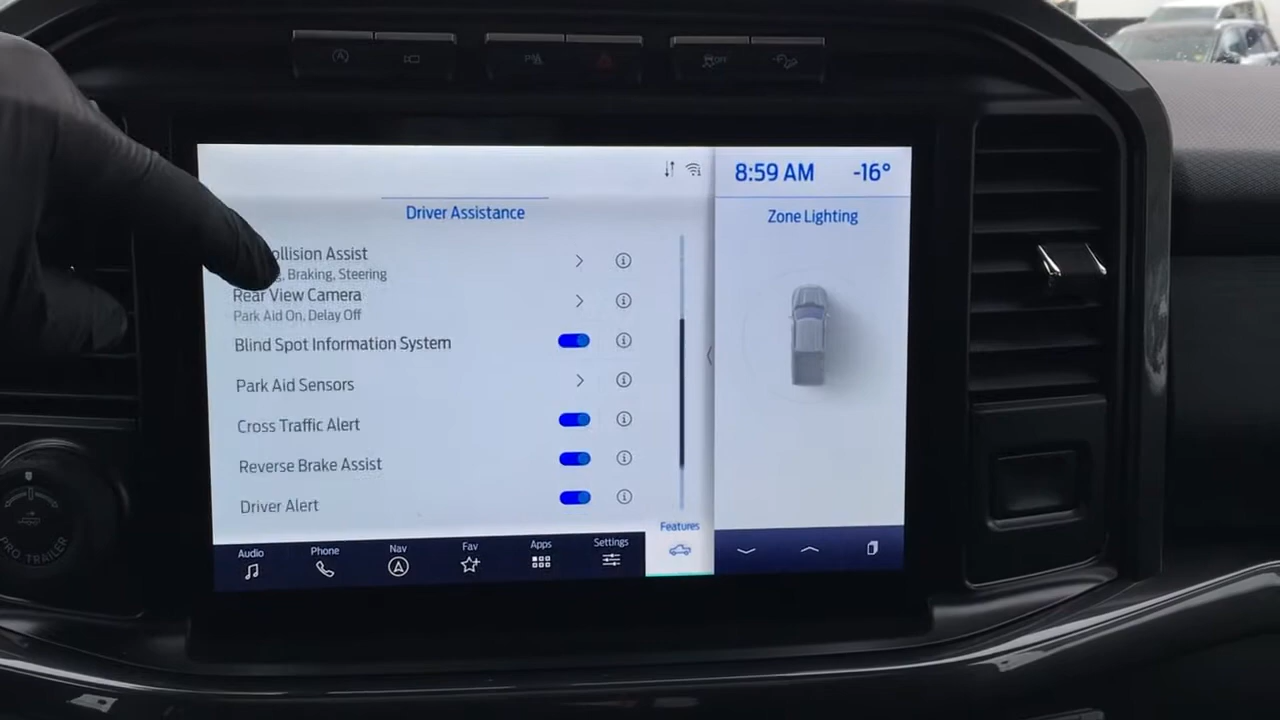 OFF
8:59 AM -16°
Driver Assistance
Zone Lighting
Collision Assist
Braking, Steering
Rear View Camera
Park Aid On, Delay Off
Blind Spot Information System
Park Aid Sensors
Cross Traffic Alert
Reverse Brake Assist
Driver Alert
Features
Audio Phone Nav Fav Apps Settings
PRO TRAILER